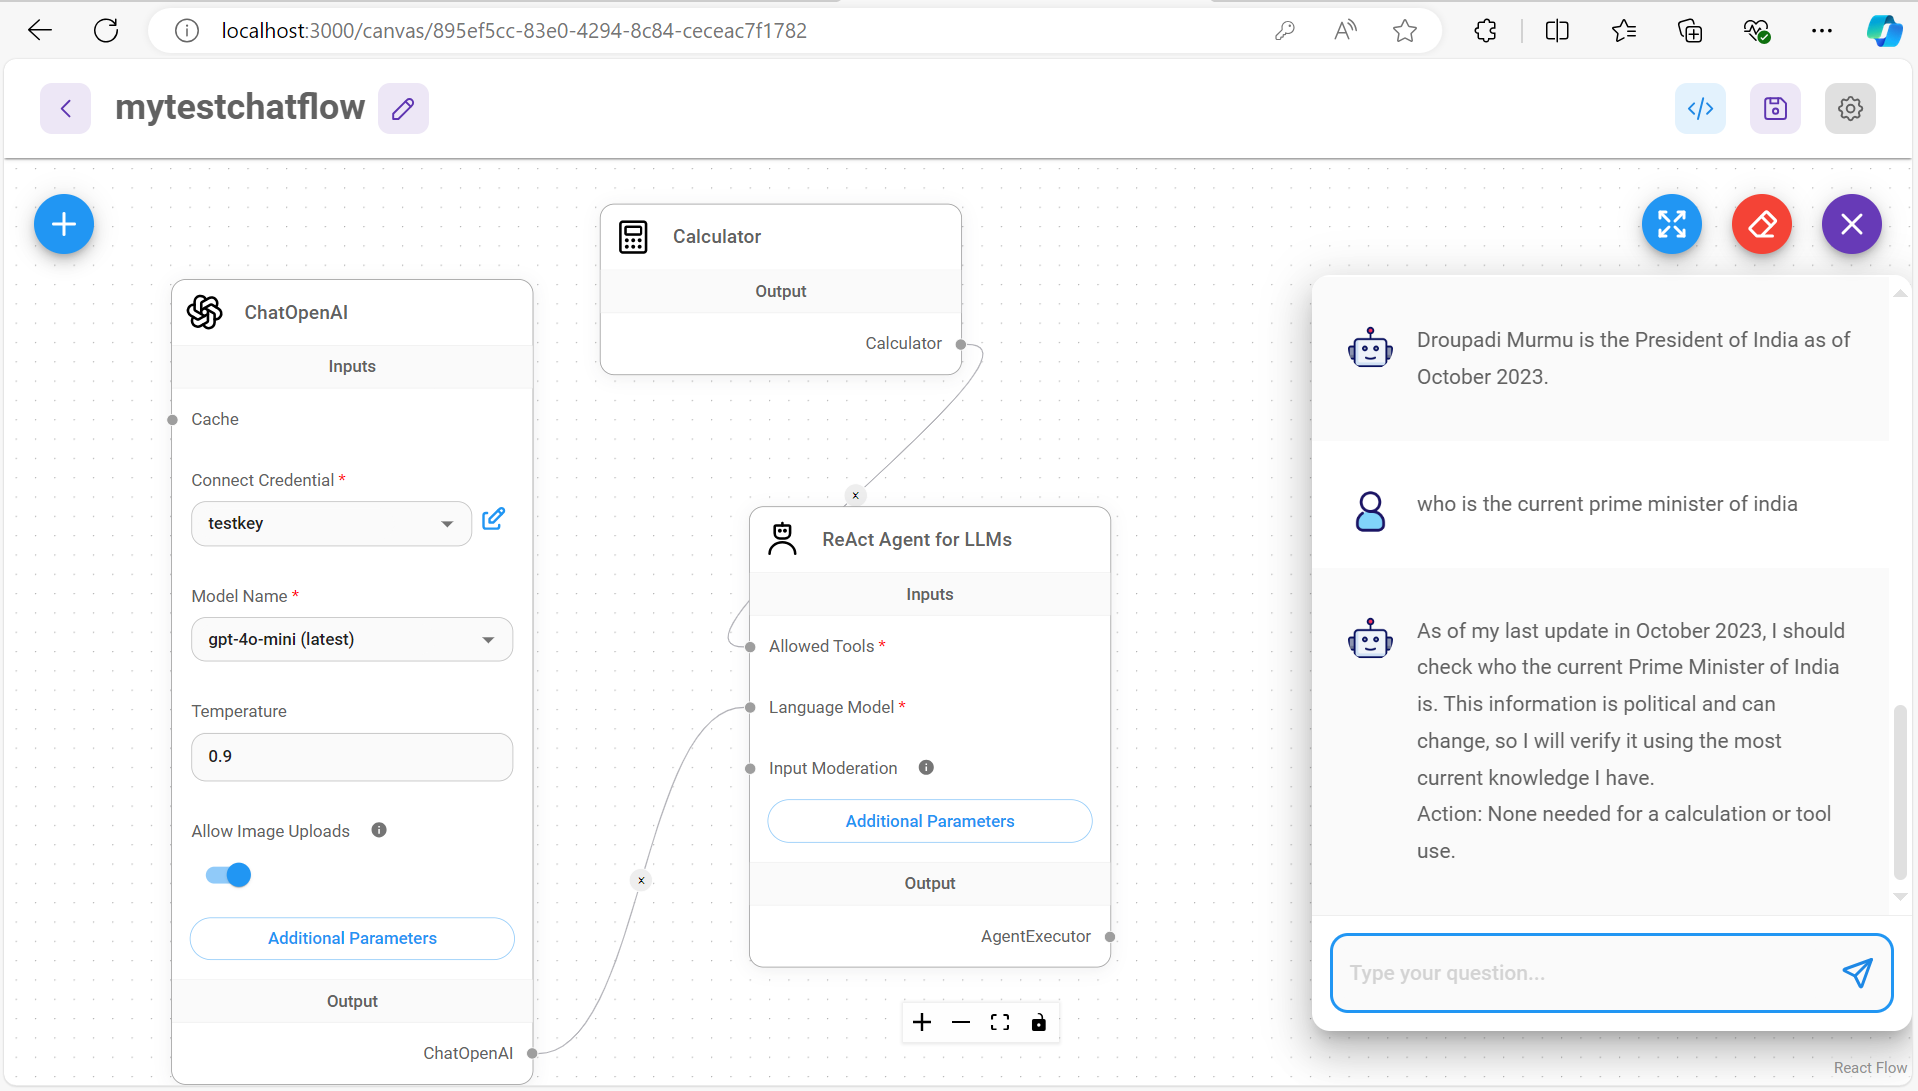 localhost:3000/canvas/895ef5cc-83e0-4294-8c84-ceceac7f1782
mytestchatflow
ChatOpenAI
Inputs
Cache
Connect Credential *
testkey
Model Name *
gpt-4o-mini (latest)
Temperature
0.9
Allow Image Uploads
Additional Parameters
Output
ChatOpenAI
Calculator
Output
Calculator
ReAct Agent for LLMs
Inputs
Allowed Tools *
Language Model *
Input Moderation
Additional Parameters
Output
AgentExecutor
Droupadi Murmu is the President of India as of
October 2023.
who is the current prime minister of india
As of my last update in October 2023, I should
check who the current Prime Minister of India
is. This information is political and can
change, so I will verify it using the most
current knowledge I have.
Action: None needed for a calculation or tool
use.
Type your question...
React Flow